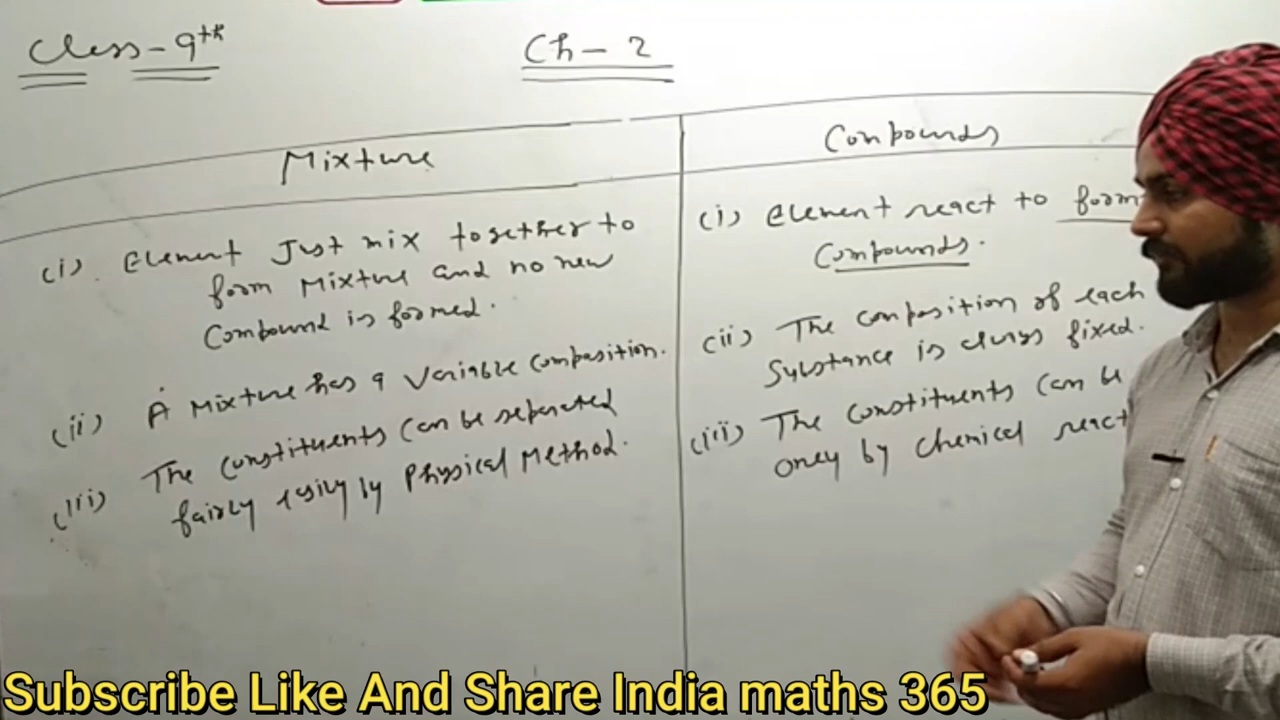 Class - 9th
Ch - 2
Mixture
(i) Element Just mix together to
form Mixture and no new
Compound is formed.
(ii) A Mixture has a Variable composition.
(iii) The constituents can be seperated
fairly easily by Physical Method.
Compounds
(i) Element react to form
Compounds.
(ii) The composition of each
Substance is always fixed.
(iii) The constituents can be
only by chemical react
Subscribe Like And Share India maths 365